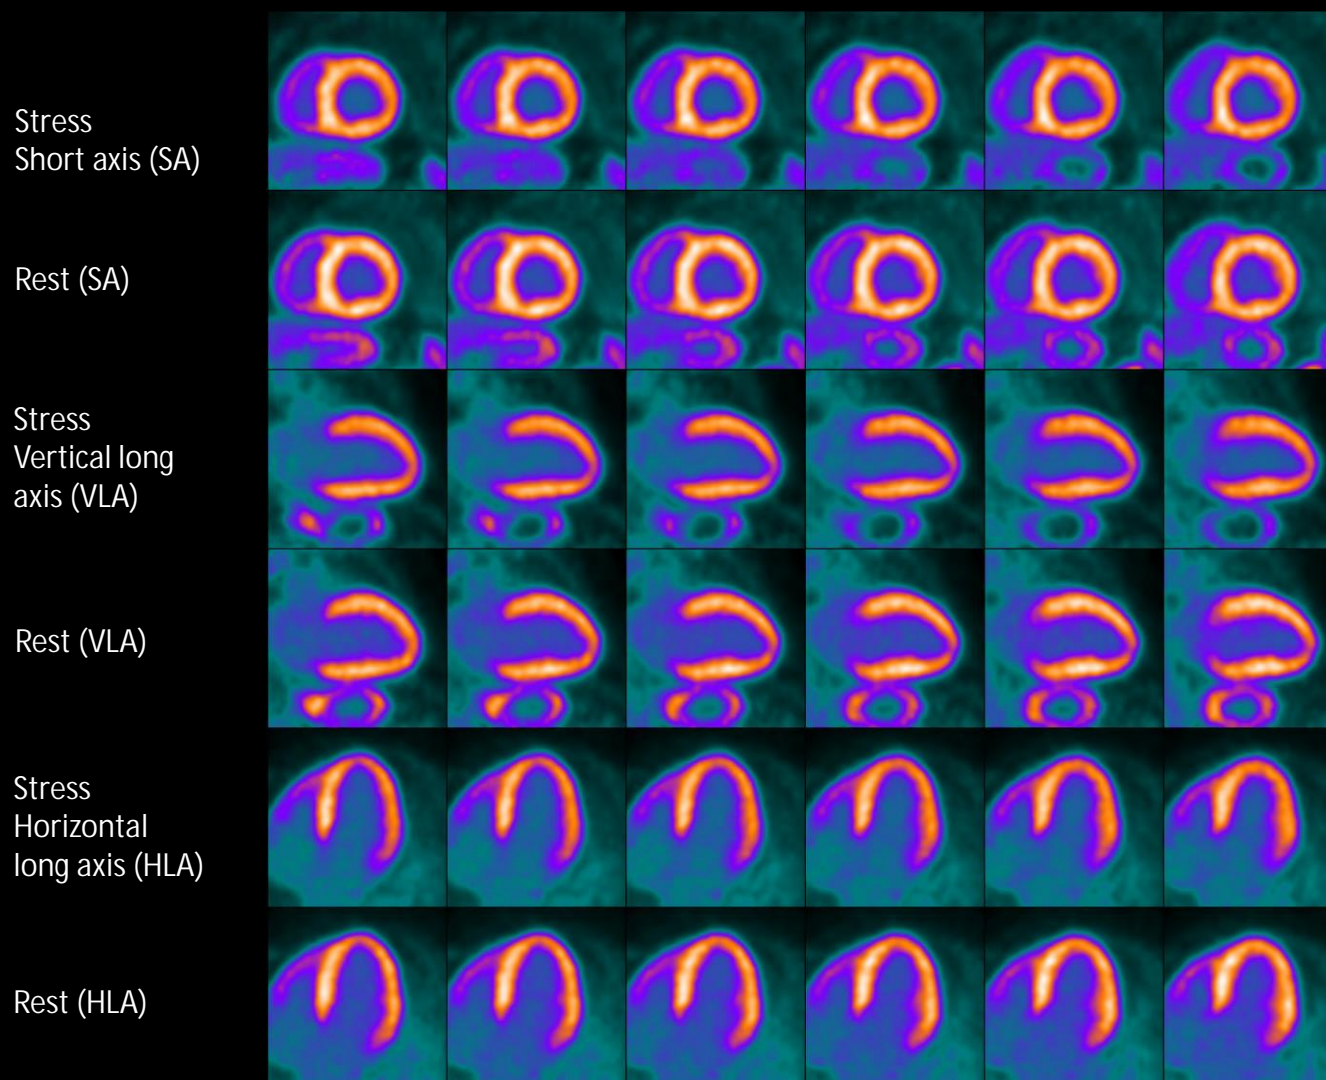 Stress
Short axis (SA)
Rest (SA)
Stress
Vertical long
axis (VLA)
Rest (VLA)
Stress
Horizontal
long axis (HLA)
Rest (HLA)